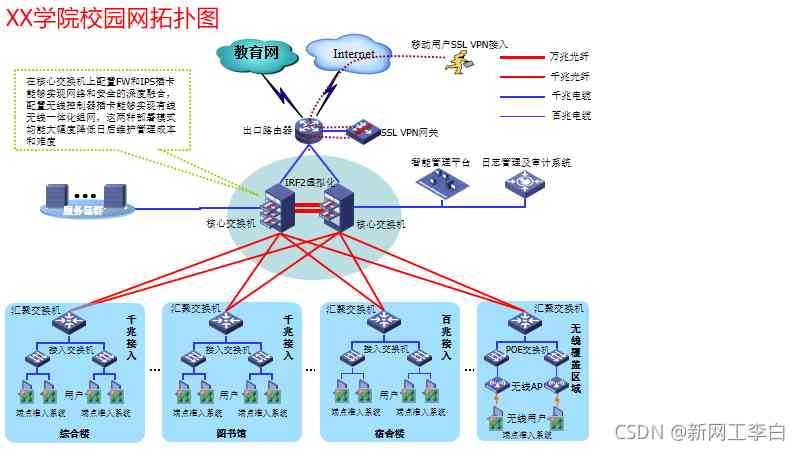 XX学院校园网拓扑图
教育网
Internet
移动用户SSL VPN接入
万兆光纤
千兆光纤
千兆电缆
百兆电缆
在核心交换机上配置FW和IPS插卡
能够实现网络和安全的深度融合,
配置无线控制器插卡能够实现有线
无线一体化组网，这两种部署模式
均能大幅度降低日后维护管理成本
和难度
出口路由器
SSL VPN网关
智能管理平台
日志管理及审计系统
IRF2虚拟化
服务器群
核心交换机
核心交换机
汇聚交换机
千兆接入
接入交换机
用户
端点准入系统
端点准入系统
综合楼
汇聚交换机
千兆接入
接入交换机
用户
端点准入系统
端点准入系统
图书馆
汇聚交换机
百兆接入
接入交换机
用户
端点准入系统
端点准入系统
宿舍楼
汇聚交换机
无线覆盖区域
POE交换机
无线AP
无线用户
端点准入系统
CSDN @新网工李白